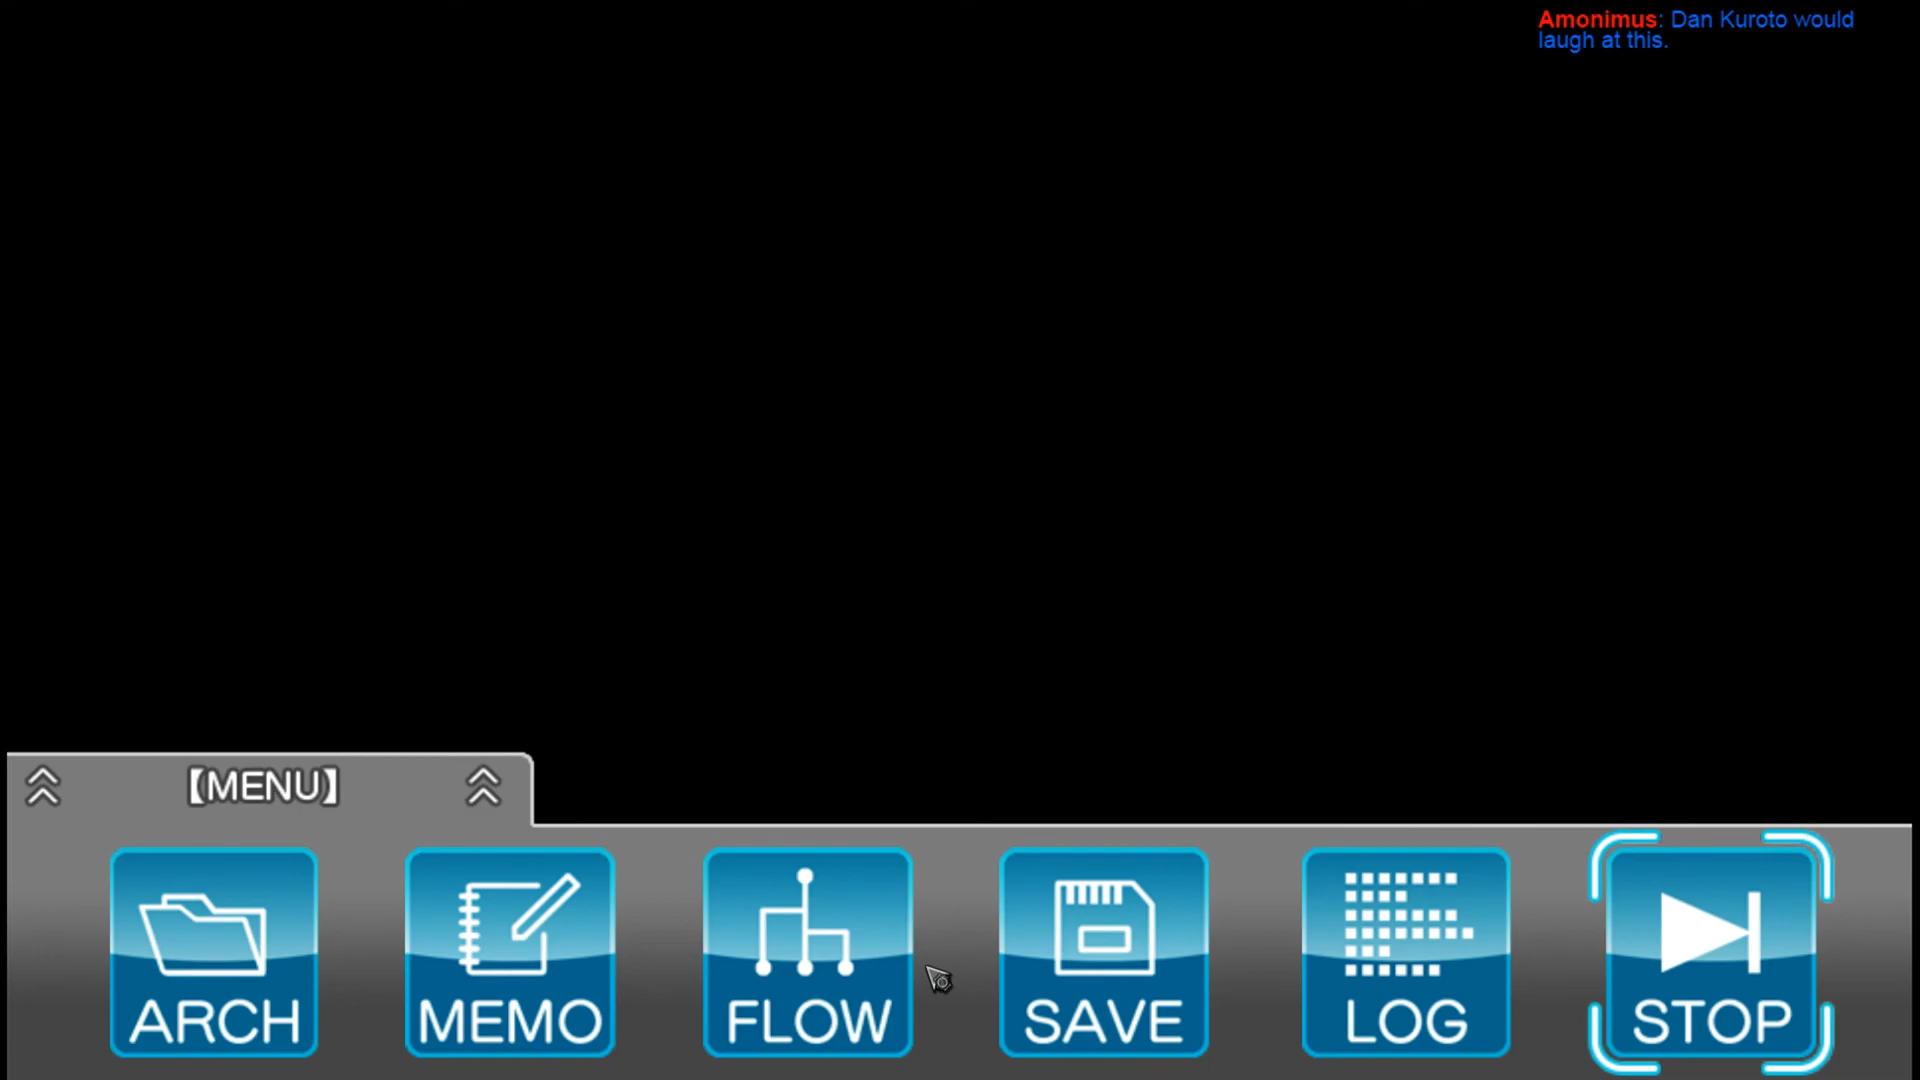 Amonimus: Dan Kuroto would
laugh at this.
【MENU】
ARCH
MEMO
FLOW
SAVE
LOG
STOP